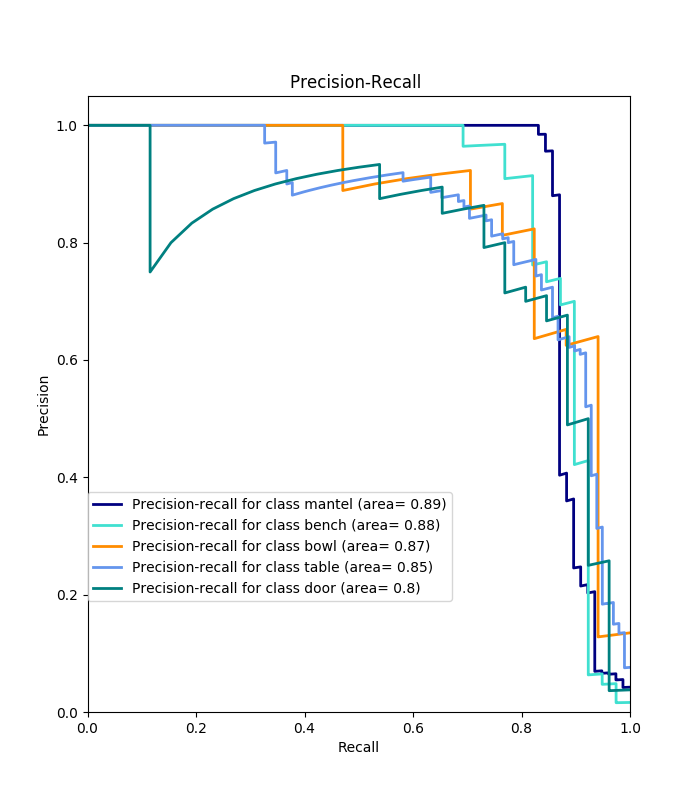 Precision-Recall
1.0
0.8
0.6
0.4
0.2
0.0
Precision
Precision-recall for class mantel (area= 0.89)
Precision-recall for class bench (area= 0.88)
Precision-recall for class bowl (area= 0.87)
Precision-recall for class table (area= 0.85)
Precision-recall for class door (area= 0.8)
0.0 0.2 0.4 0.6 0.8 1.0
Recall